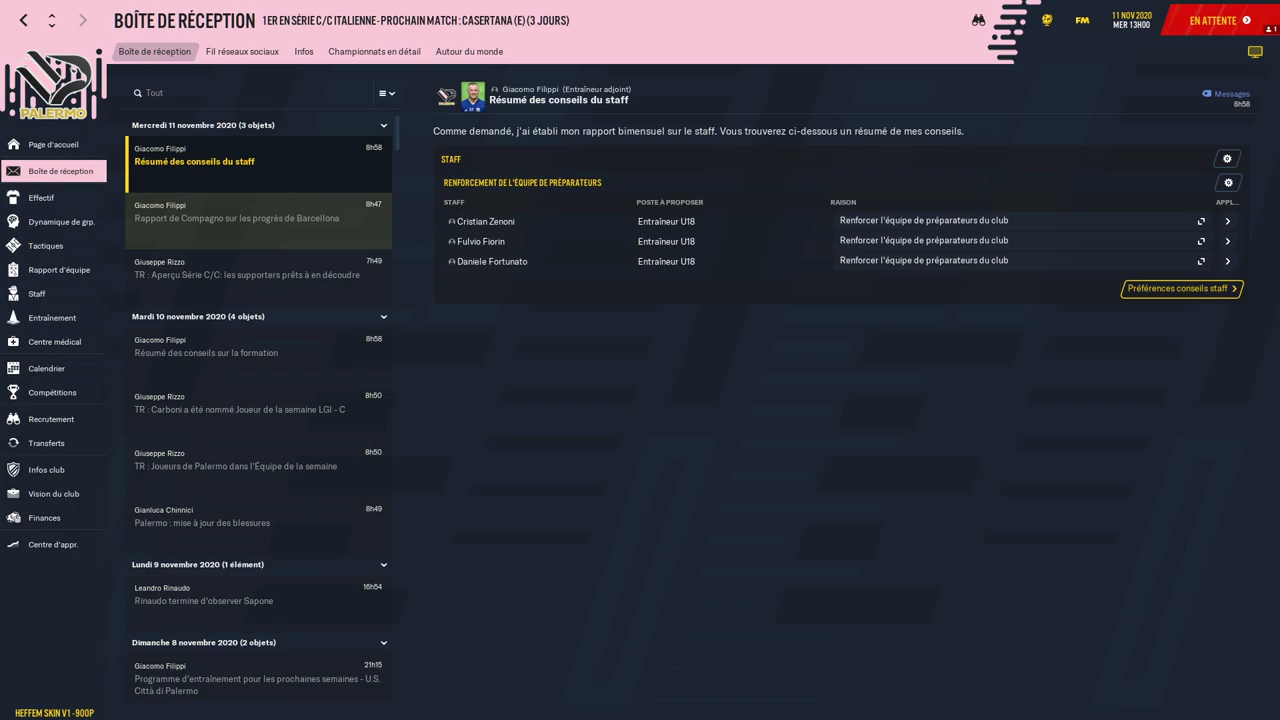 BOÎTE DE RÉCEPTION 1ER EN SÉRIE C/C ITALIENNE - PROCHAIN MATCH : CASERTANA (E) (3 JOURS)
FM
11 NOV 2020
MER 13H00
EN ATTENTE
1
Boîte de réception Fil réseaux sociaux Infos Championnats en détail Autour du monde
PALERMO
Page d'accueil
Boîte de réception
Effectif
Dynamique de grp.
Tactiques
Rapport d'équipe
Staff
Entraînement
Centre médical
Calendrier
Compétitions
Recrutement
Transferts
Infos club
Vision du club
Finances
Centre d'appr.
HEFFEM SKIN V1 - 900P
Tout
Mercredi 11 novembre 2020 (3 objets)
Giacomo Filippi 8h58
Résumé des conseils du staff
Giacomo Filippi 8h47
Rapport de Compagno sur les progrès de Barcellona
Giuseppe Rizzo 7h49
TR : Aperçu Série C/C: les supporters prêts à en découdre
Mardi 10 novembre 2020 (4 objets)
Giacomo Filippi 8h58
Résumé des conseils sur la formation
Giuseppe Rizzo 8h50
TR : Carboni a été nommé Joueur de la semaine LGI - C
Giuseppe Rizzo 8h50
TR : Joueurs de Palermo dans l'Équipe de la semaine
Gianluca Chinnici 8h49
Palermo : mise à jour des blessures
Lundi 9 novembre 2020 (1 élément)
Leandro Rinaudo 16h54
Rinaudo termine d'observer Sapone
Dimanche 8 novembre 2020 (2 objets)
Giacomo Filippi 21h15
Programme d'entraînement pour les prochaines semaines - U.S.
Città di Palermo
Giacomo Filippi (Entraîneur adjoint)
Résumé des conseils du staff
Messages
8h58
Comme demandé, j'ai établi mon rapport bimensuel sur le staff. Vous trouverez ci-dessous un résumé de mes conseils.
STAFF
RENFORCEMENT DE L'ÉQUIPE DE PRÉPARATEURS
STAFF POSTE À PROPOSER RAISON APPL...
Cristian Zenoni Entraîneur U18 Renforcer l'équipe de préparateurs du club
Fulvio Fiorin Entraîneur U18 Renforcer l'équipe de préparateurs du club
Daniele Fortunato Entraîneur U18 Renforcer l'équipe de préparateurs du club
Préférences conseils staff